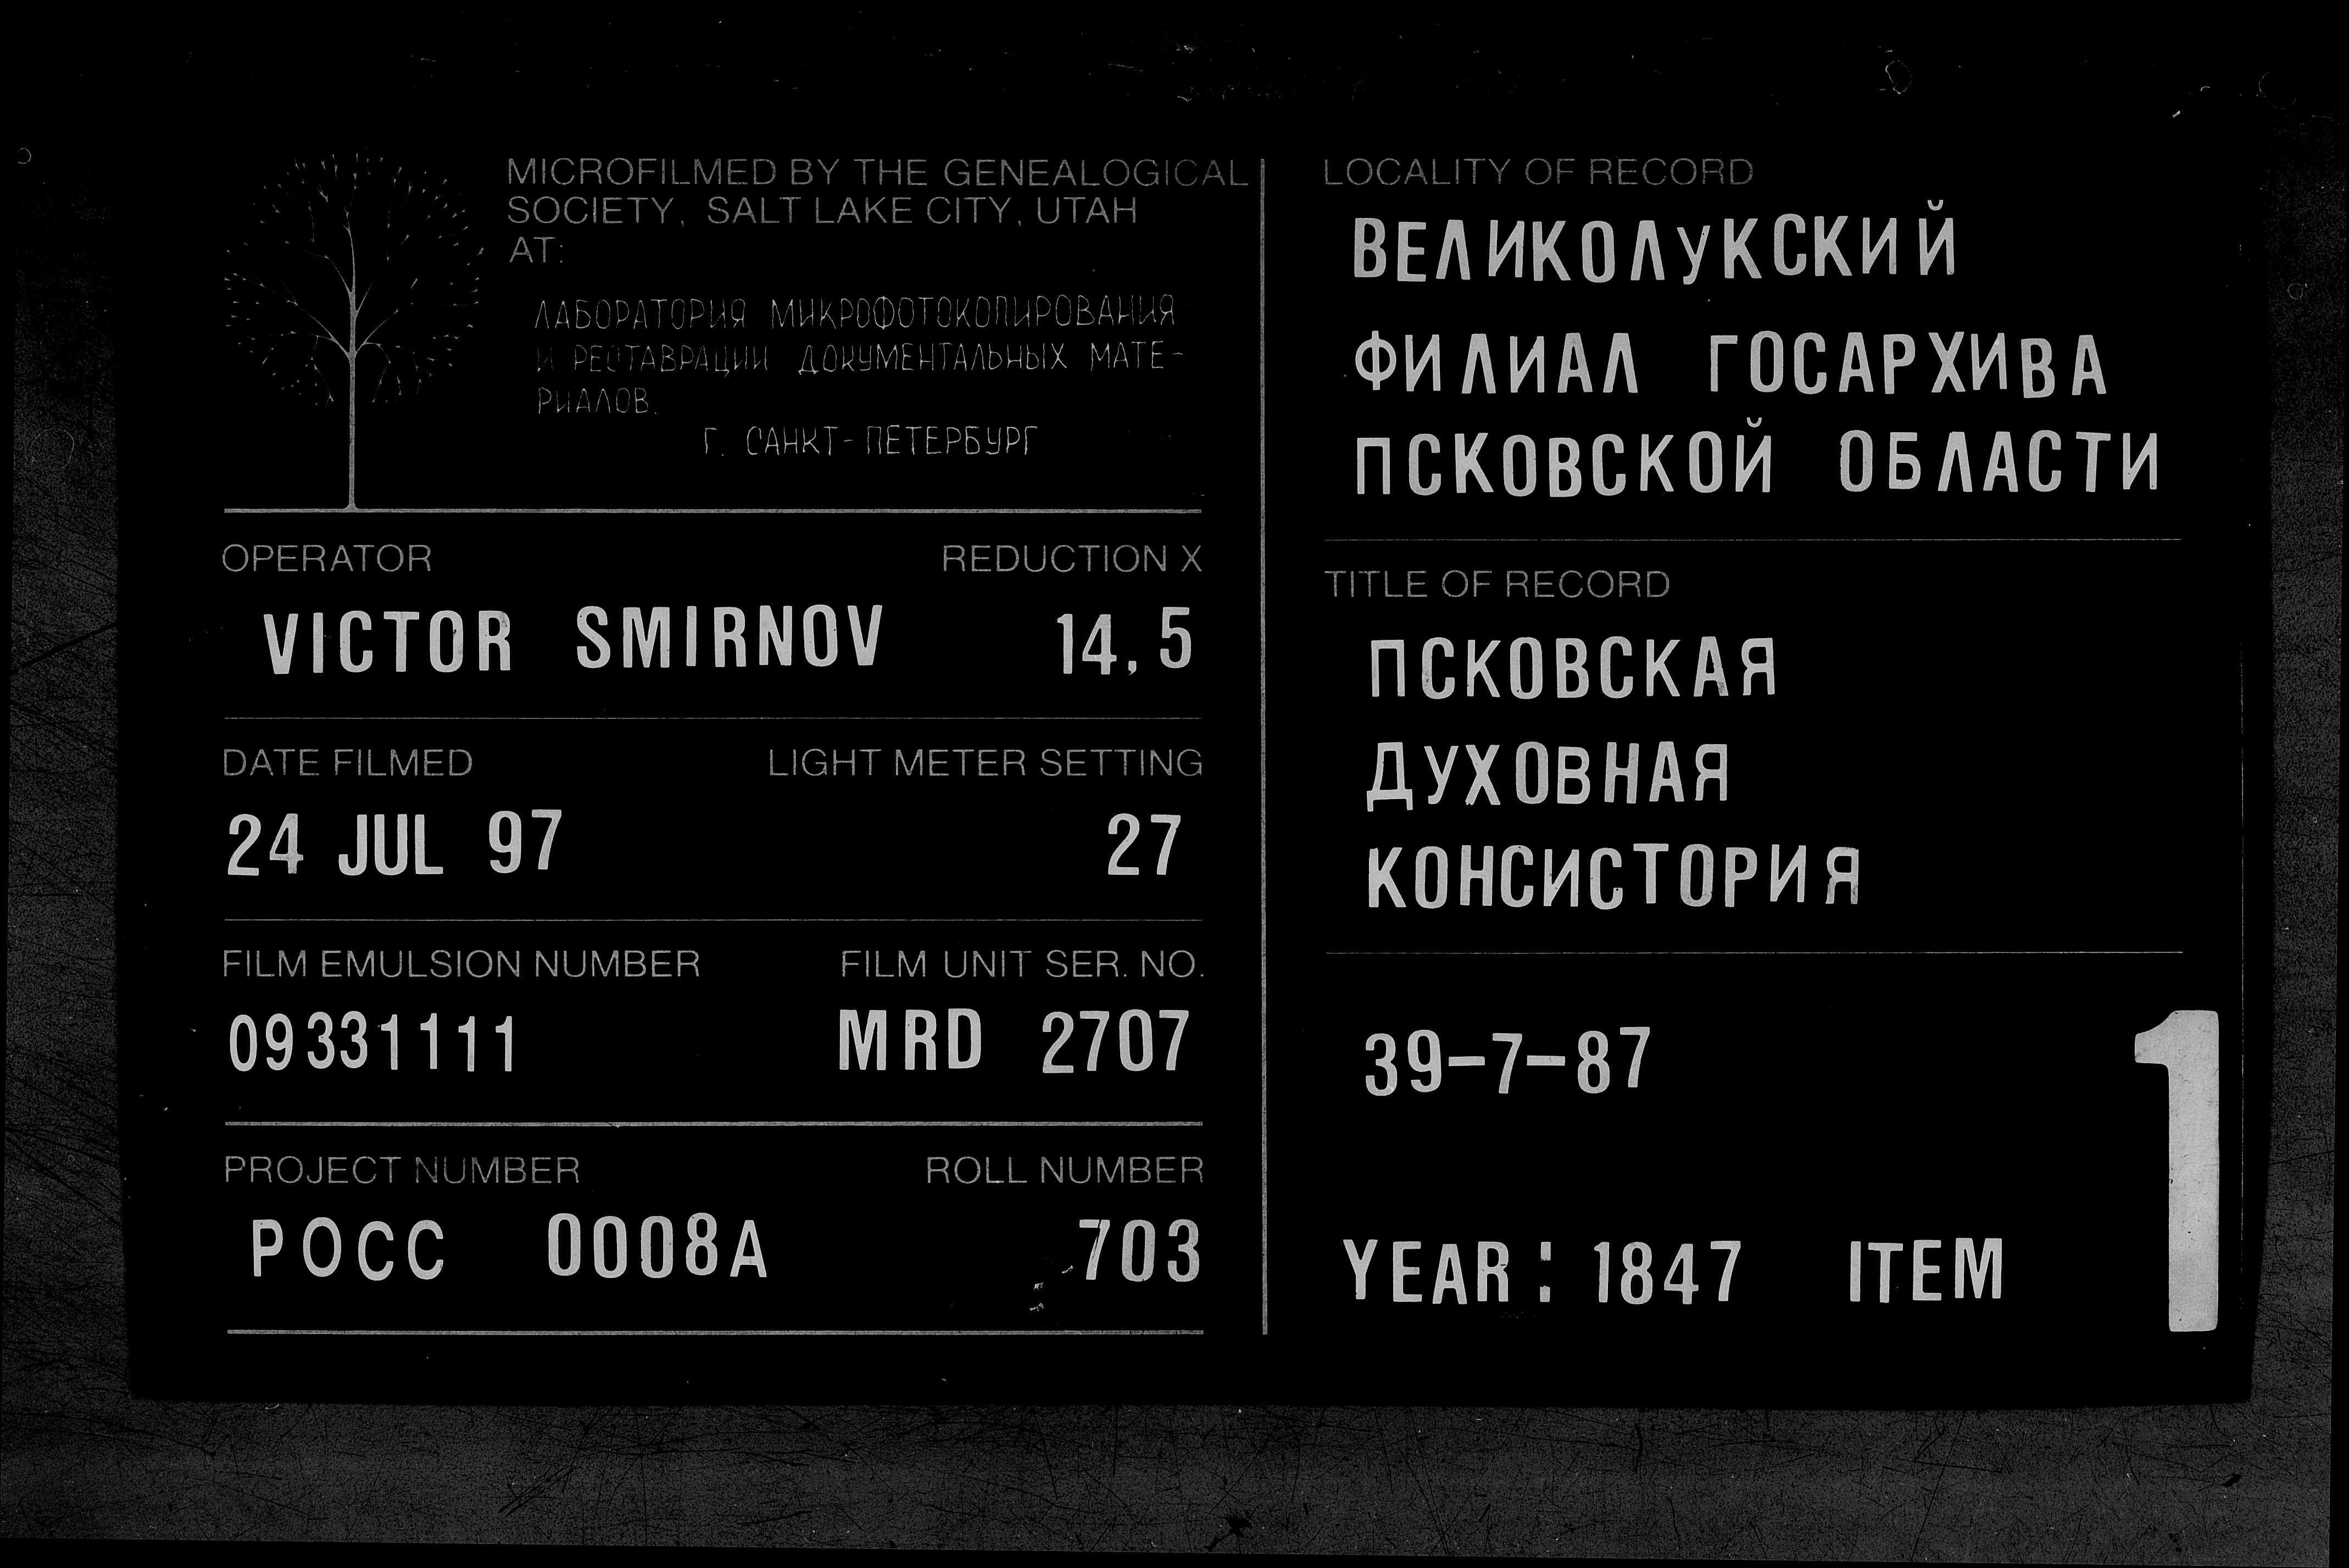 MICROFILMED BY THE GENEALOGICAL
SOCIETY, SALT LAKE CITY, UTAH
AT:
ЛАБОРАТОРИЯ МИКРОФОТОКОПИРОВАНИЯ
И РЕСТАВРАЦИИ ДОКУМЕНТАЛЬНЫХ МАТЕ-
РИАЛОВ.
Г. САНКТ-ПЕТЕРБУРГ
OPERATOR REDUCTION X
VICTOR SMIRNOV 14,5
DATE FILMED LIGHT METER SETTING
24 JUL 97 27
FILM EMULSION NUMBER FILM UNIT SER. NO.
09331111 MRD 2707
PROJECT NUMBER ROLL NUMBER
РОСС 0008A 703
LOCALITY OF RECORD
ВЕЛИКОЛУКСКИЙ
ФИЛИАЛ ГОСАРХИВА
ПСКОВСКОЙ ОБЛАСТИ
TITLE OF RECORD
ПСКОВСКАЯ
ДУХОВНАЯ
КОНСИСТОРИЯ
39-7-87
YEAR: 1847 ITEM 1